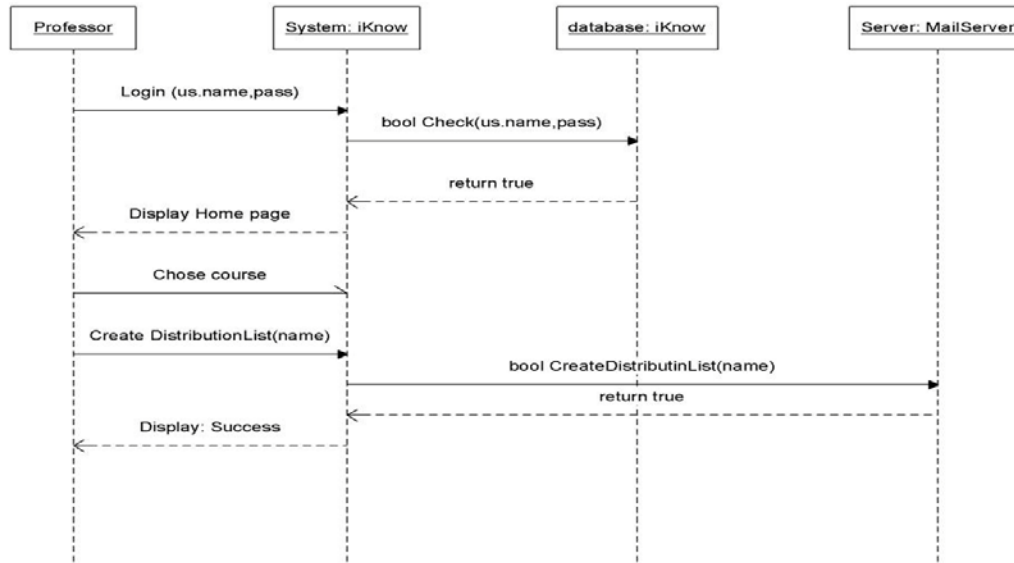 Professor
System: iKnow
database: iKnow
Server: MailServer
Login (us.name,pass)
bool Check(us.name,pass)
return true
Display Home page
Chose course
Create DistributionList(name)
bool CreateDistributinList(name)
return true
Display: Success